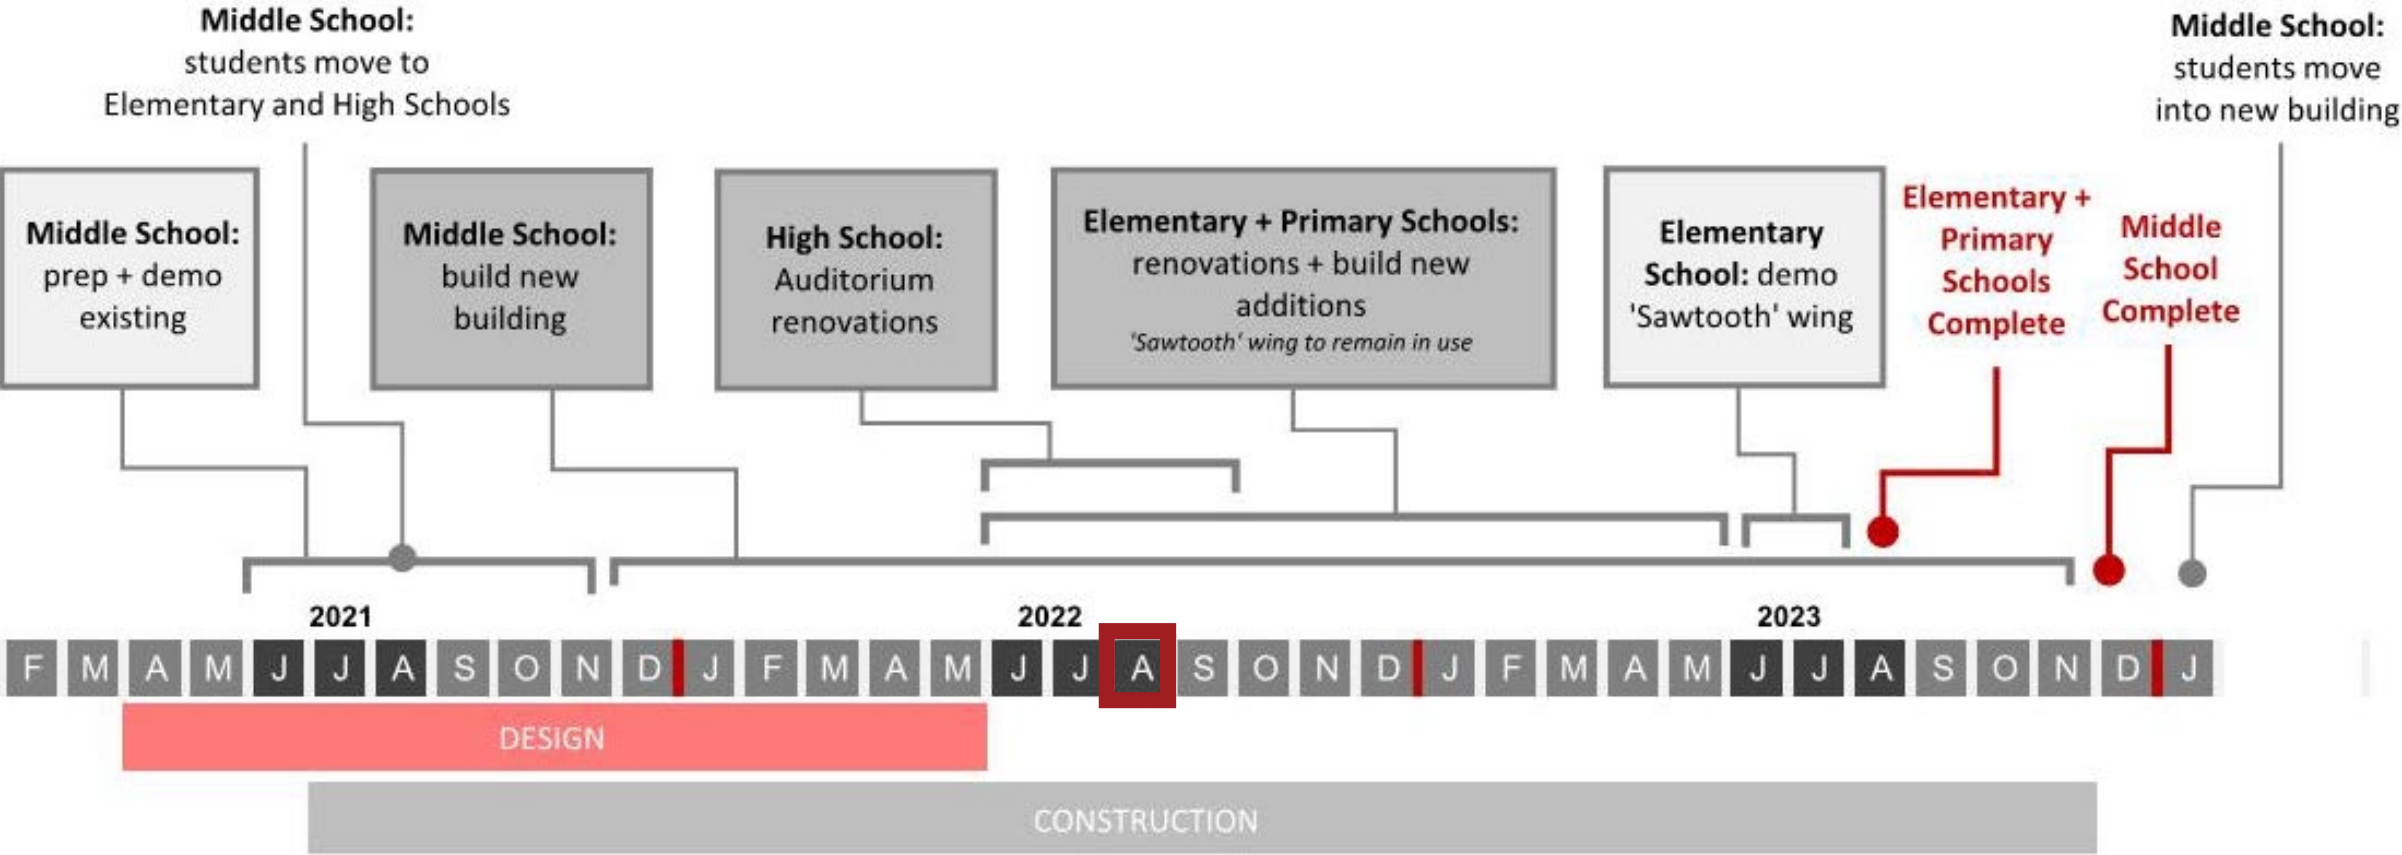 Middle School:
students move to
Elementary and High Schools
Middle School:
students move
into new building
Middle School:
prep + demo
existing
Middle School:
build new
building
High School:
Auditorium
renovations
Elementary + Primary Schools:
renovations + build new
additions
'Sawtooth' wing to remain in use
Elementary
School: demo
'Sawtooth' wing
Elementary +
Primary
Schools
Complete
Middle
School
Complete
2021 2022 2023
F M A M J J A S O N D J F M A M J J A S O N D J F M A M J J A S O N D J
DESIGN
CONSTRUCTION